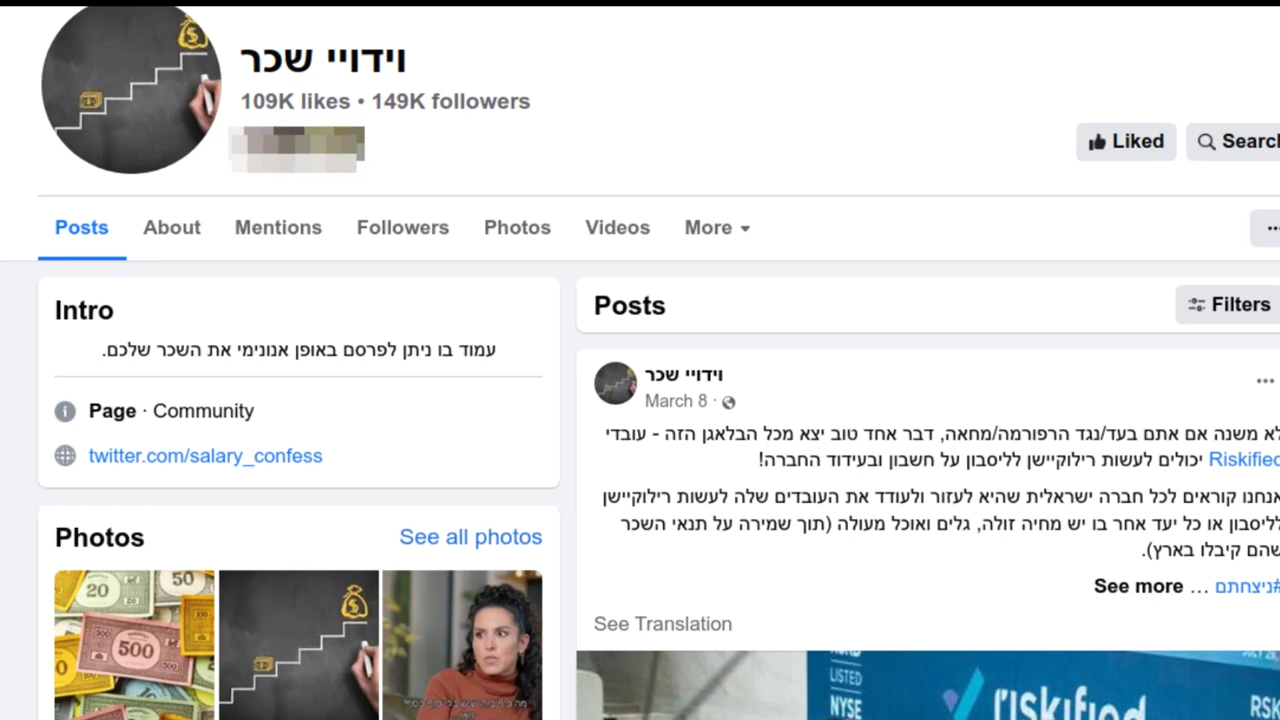 וידויי שכר
109K likes • 149K followers
Liked
Search
Posts
About
Mentions
Followers
Photos
Videos
More
Intro
עמוד בו ניתן לפרסם באופן אנונימי את השכר שלכם.
Page · Community
twitter.com/salary_confess
Photos
See all photos
20
50
500
Posts
Filters
וידויי שכר
March 8
לא משנה אם אתם בעד/נגד הרפורמה/מחאה, דבר אחד טוב יצא מכל הבלאגן הזה - עובדי
Riskified יכולים לעשות רילוקיישן לליסבון על חשבון ובעידוד החברה!
אנחנו קוראים לכל חברה ישראלית שהיא לעזור ולעודד את העובדים שלה לעשות רילוקיישן
לליסבון או כל יעד אחר בו יש מחיה זולה, גלים ואוכל מעולה (תוך שמירה על תנאי השכר
שהם קיבלו בארץ).
#ניצחתם ... See more
See Translation
LISTED
NYSE
riskified